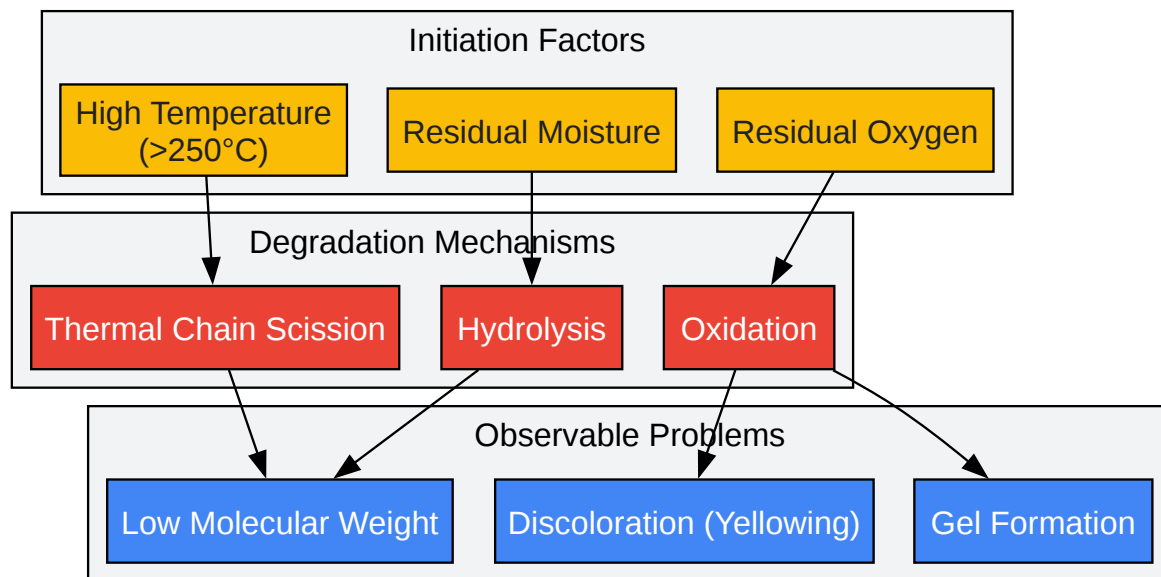 Initiation Factors
High Temperature
(>250°C)
Residual Moisture
Residual Oxygen
Degradation Mechanisms
Thermal Chain Scission
Hydrolysis
Oxidation
Observable Problems
Low Molecular Weight
Discoloration (Yellowing)
Gel Formation